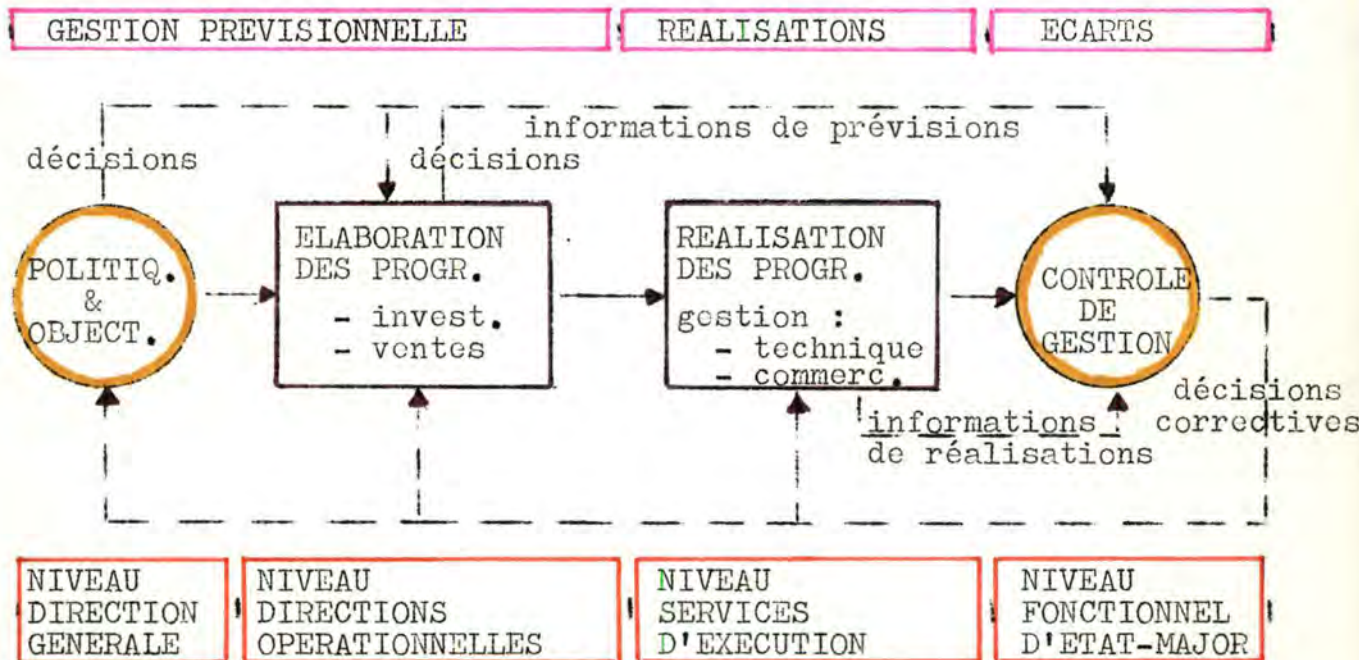 GESTION PREVISIONNELLE
REALISATIONS
ECARTS
informations de prévisions
décisions
décisions
POLITIQ.
&
OBJECT.
ELABORATION
DES PROGR.
- invest.
- ventes
REALISATION
DES PROGR.
gestion :
- technique
- commerc.
CONTROLE
DE
GESTION
décisions
correctives
informations
de réalisations
NIVEAU
DIRECTION
GENERALE
NIVEAU
DIRECTIONS
OPERATIONNELLES
NIVEAU
SERVICES
D'EXECUTION
NIVEAU
FONCTIONNEL
D'ETAT-MAJOR